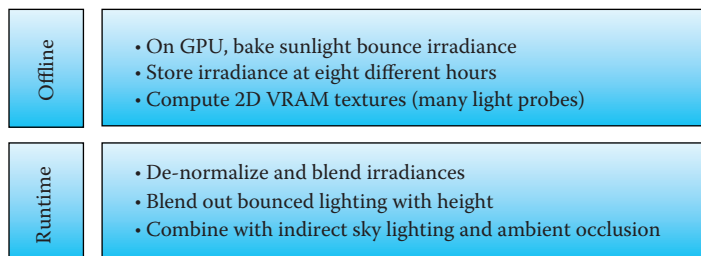 Offline
• On GPU, bake sunlight bounce irradiance
• Store irradiance at eight different hours
• Compute 2D VRAM textures (many light probes)
Runtime
• De-normalize and blend irradiances
• Blend out bounced lighting with height
• Combine with indirect sky lighting and ambient occlusion